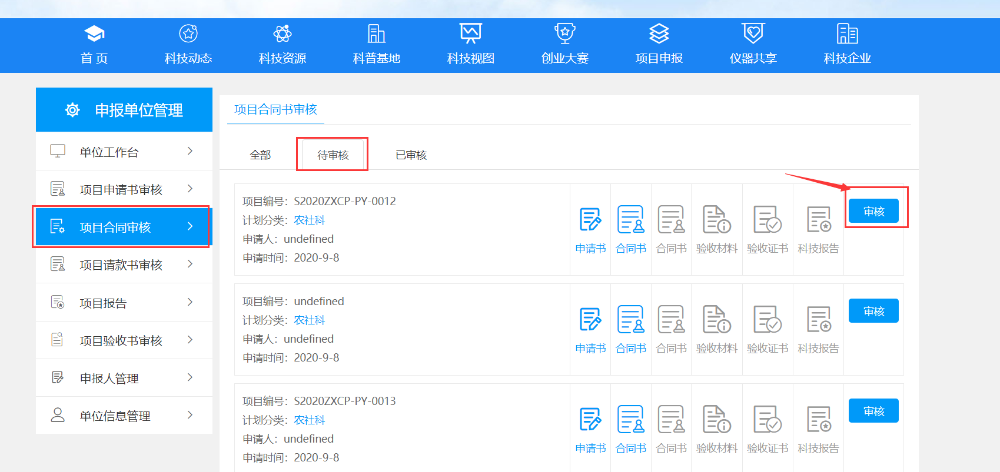 首 页
科技动态
科技资源
科普基地
科技视图
创业大赛
项目申报
仪器共享
科技企业
申报单位管理
单位工作台
项目申请书审核
项目合同审核
项目请款书审核
项目报告
项目验收书审核
申报人管理
单位信息管理
项目合同书审核
全部
待审核
已审核
项目编号：S2020ZXCP-PY-0012
计划分类：农社科
申请人：undefined
申请时间：2020-9-8
申请书
合同书
合同书
验收材料
验收证书
科技报告
审核
项目编号：undefined
计划分类：农社科
申请人：undefined
申请时间：2020-9-8
申请书
合同书
合同书
验收材料
验收证书
科技报告
审核
项目编号：S2020ZXCP-PY-0013
计划分类：农社科
申请人：undefined
申请时间：2020-9-8
申请书
合同书
合同书
验收材料
验收证书
科技报告
审核